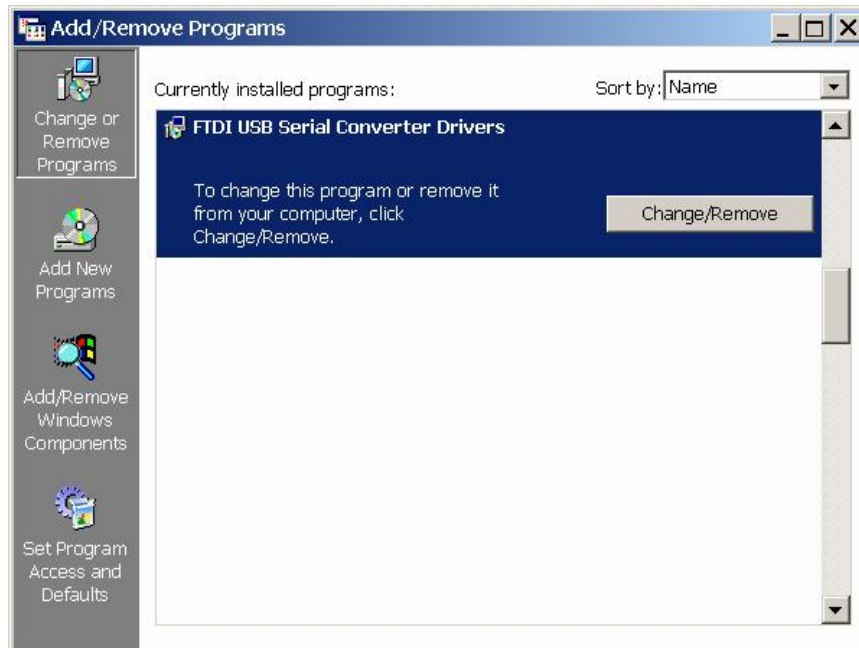 Add/Remove Programs
Change or
Remove
Programs
Add New
Programs
Add/Remove
Windows
Components
Set Program
Access and
Defaults
Currently installed programs:
Sort by: Name
FTDI USB Serial Converter Drivers
To change this program or remove it
from your computer, click
Change/Remove.
Change/Remove